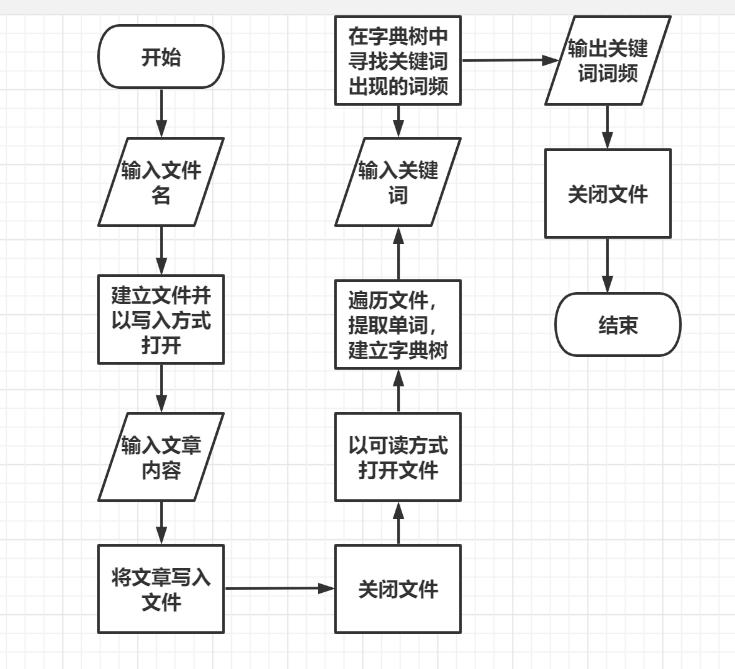 开始
输入文件
名
建立文件并
以写入方式
打开
输入文章
内容
将文章写入
文件
关闭文件
以可读方式
打开文件
遍历文件，
提取单词，
建立字典树
输入关键
词
在字典树中
寻找关键词
出现的词频
输出关键
词词频
关闭文件
结束